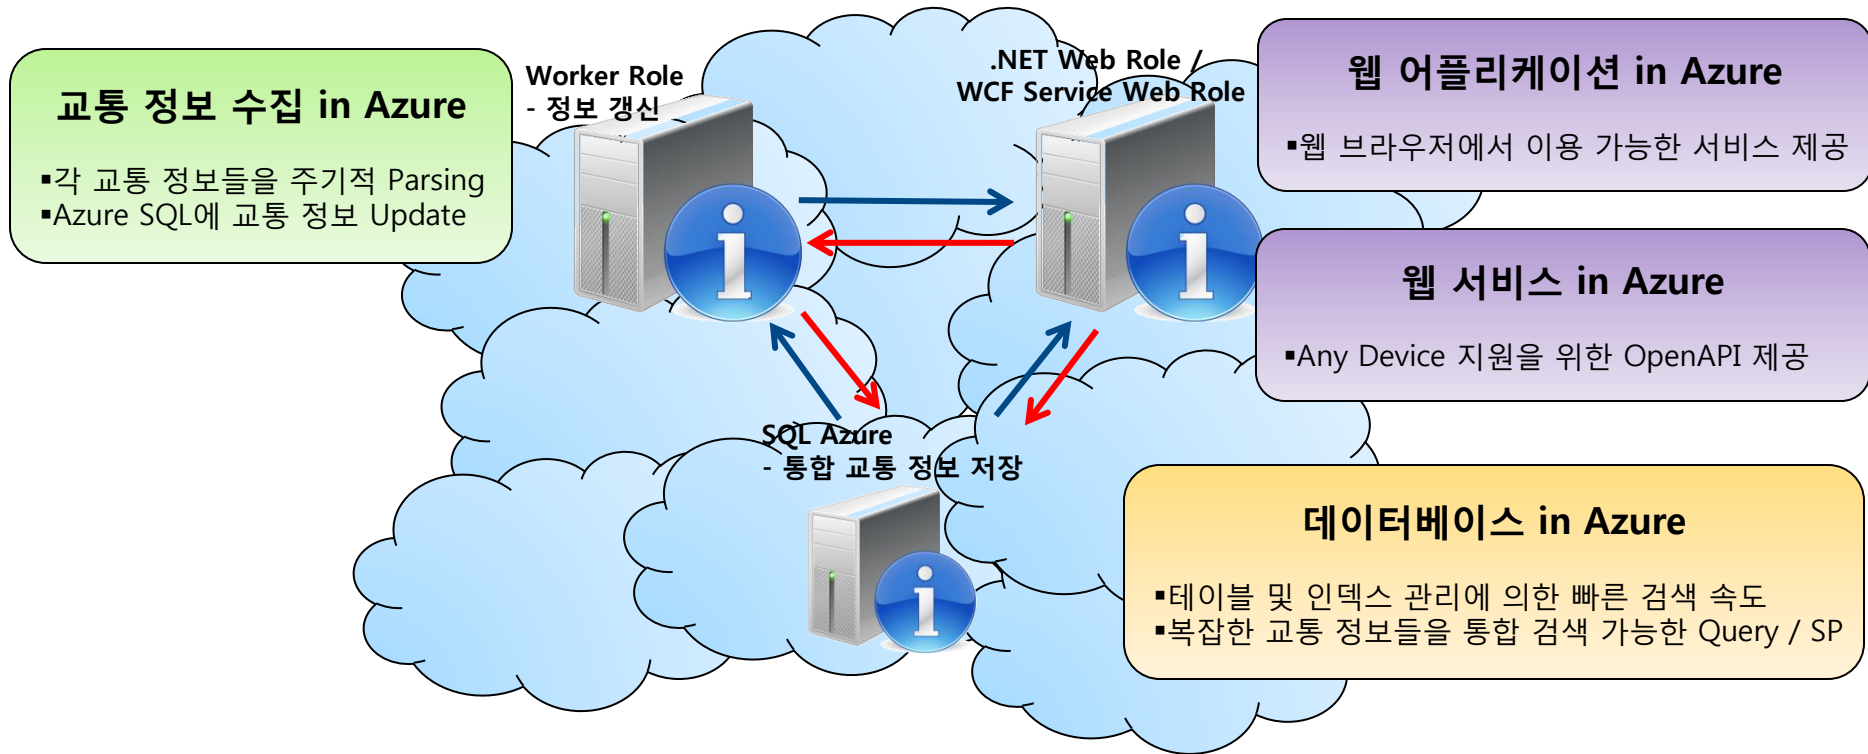 교통 정보 수집 in Azure
▪각 교통 정보들을 주기적 Parsing
▪Azure SQL에 교통 정보 Update
Worker Role
- 정보 갱신
.NET Web Role /
WCF Service Web Role
웹 어플리케이션 in Azure
▪웹 브라우저에서 이용 가능한 서비스 제공
웹 서비스 in Azure
▪Any Device 지원을 위한 OpenAPI 제공
SQL Azure
- 통합 교통 정보 저장
데이터베이스 in Azure
▪테이블 및 인덱스 관리에 의한 빠른 검색 속도
▪복잡한 교통 정보들을 통합 검색 가능한 Query / SP